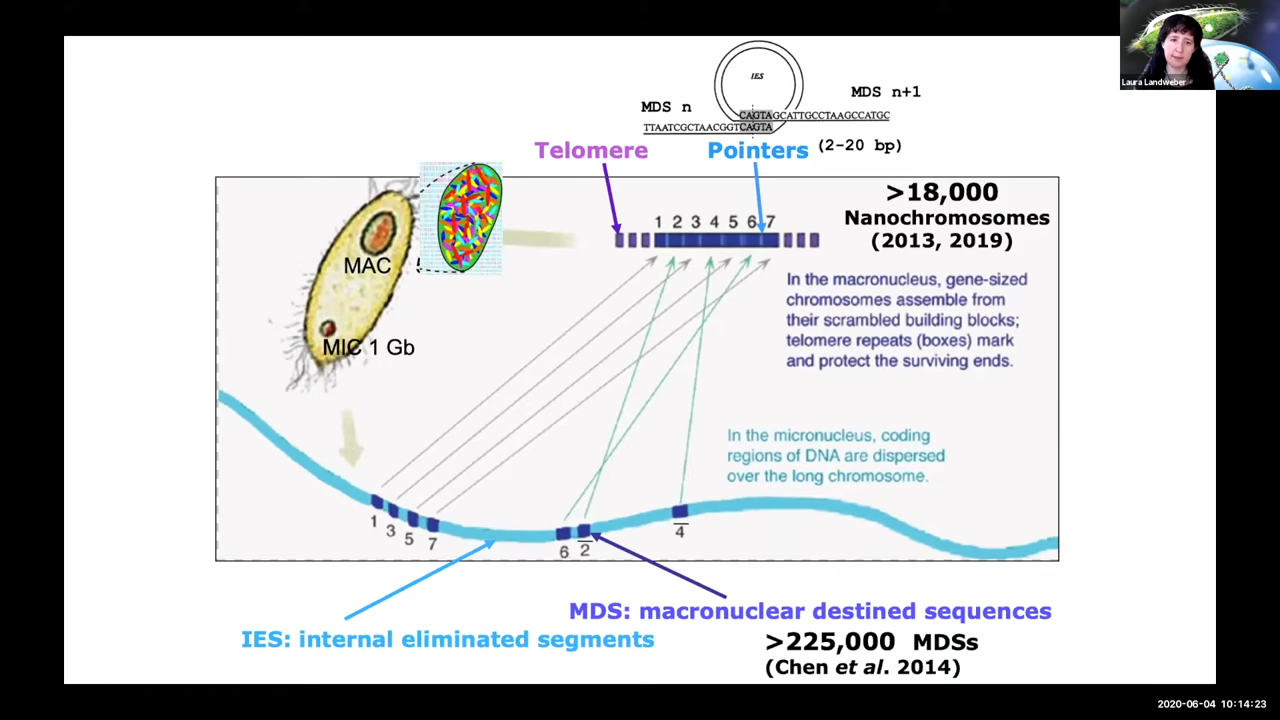 Laura Landweber
IES
MDS n
MDS n+1
CAGTAGCATTGCCTAAGCCATGC
TTAATCGCTAACGGTCAGTA
Telomere
Pointers (2-20 bp)
>18,000
Nanochromosomes
(2013, 2019)
1 2 3 4 5 6 7
MAC
MIC 1 Gb
In the macronucleus, gene-sized
chromosomes assemble from
their scrambled building blocks;
telomere repeats (boxes) mark
and protect the surviving ends.
In the micronucleus, coding
regions of DNA are dispersed
over the long chromosome.
1 3 5 7 6 2 4
MDS: macronuclear destined sequences
IES: internal eliminated segments
>225,000 MDSs
(Chen et al. 2014)
2020-06-04 10:14:23